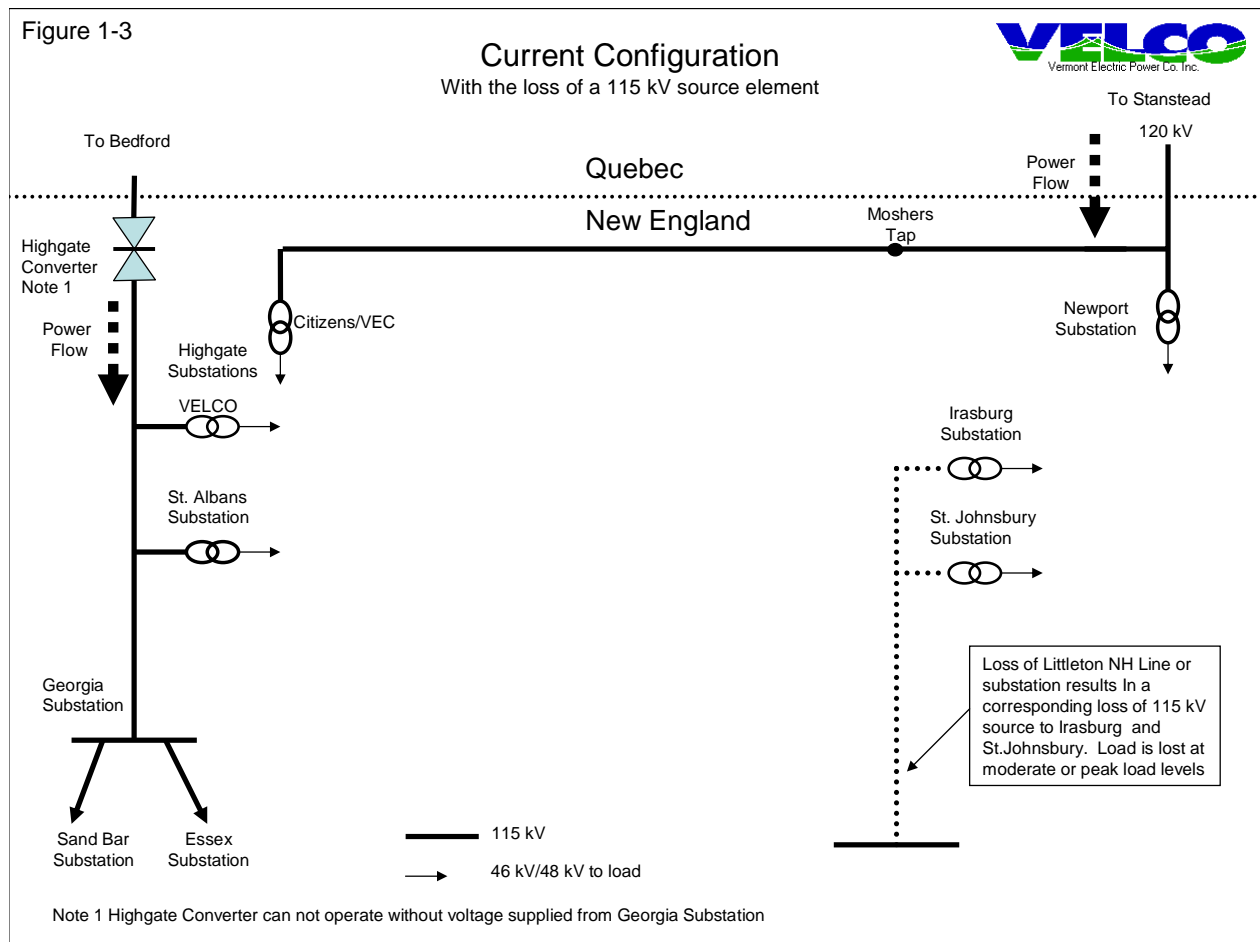 Figure 1-3
Current Configuration
With the loss of a 115 kV source element
VELCO
Vermont Electric Power Co. Inc.
To Stanstead
120 kV
To Bedford
Quebec
Power
Flow
New England
Moshers
Tap
Highgate
Converter
Note 1
Power
Flow
Citizens/VEC
Newport
Substation
Highgate
Substations
VELCO
Irasburg
Substation
St. Albans
Substation
St. Johnsbury
Substation
Georgia
Substation
Loss of Littleton NH Line or
substation results In a
corresponding loss of 115 kV
source to Irasburg and
St.Johnsbury. Load is lost at
moderate or peak load levels
Sand Bar
Substation
Essex
Substation
115 kV
46 kV/48 kV to load
Note 1 Highgate Converter can not operate without voltage supplied from Georgia Substation